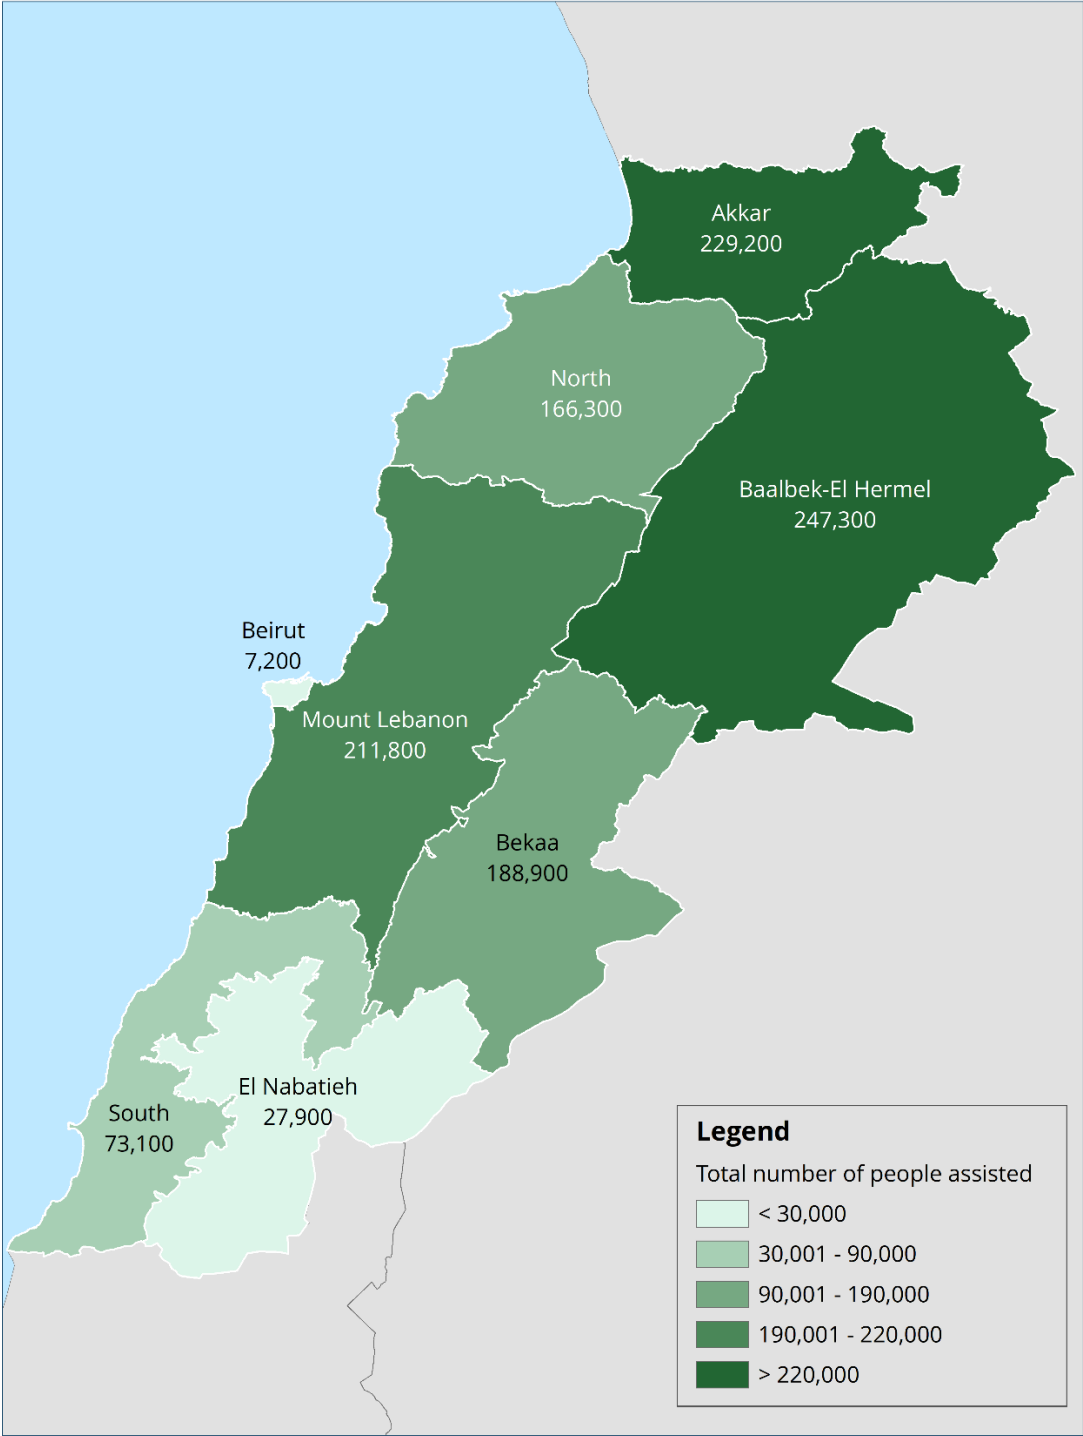 Akkar
229,200
North
166,300
Baalbek-El Hermel
247,300
Beirut
7,200
Mount Lebanon
211,800
Bekaa
188,900
El Nabatieh
27,900
South
73,100
Legend
Total number of people assisted
< 30,000
30,001 - 90,000
90,001 - 190,000
190,001 - 220,000
> 220,000